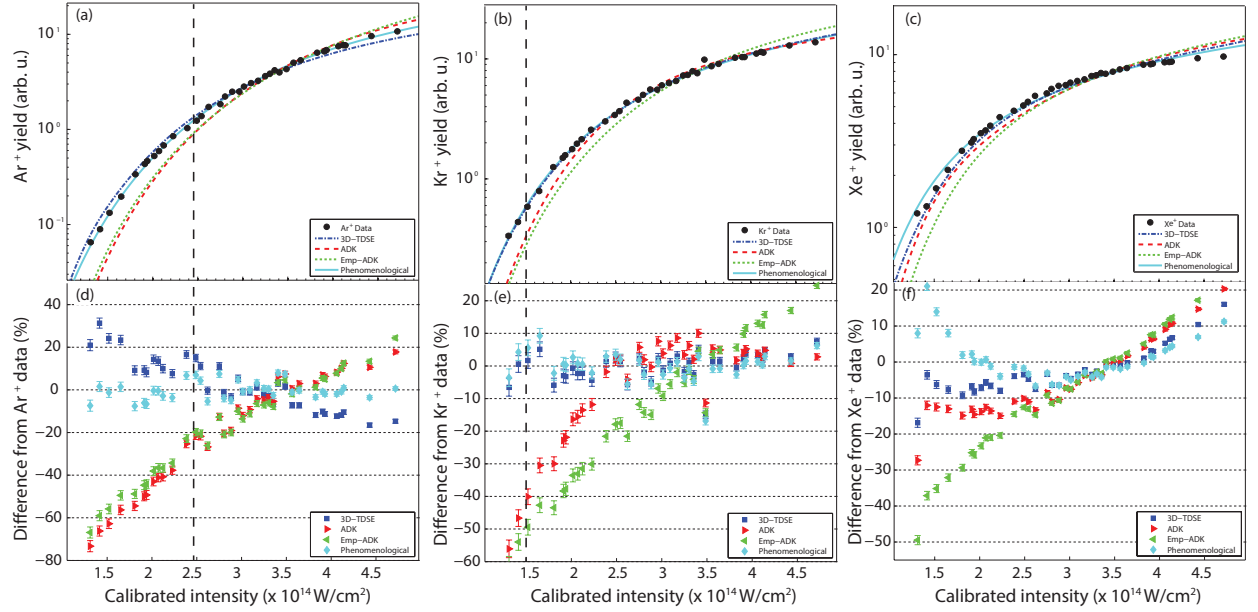 (a)
Ar⁺ yield (arb. u.)
10¹
10⁰
10⁻¹
Ar⁺ Data
3D−TDSE
ADK
Emp−ADK
Phenomenological
(b)
Kr⁺ yield (arb. u.)
10¹
10⁰
Kr⁺ Data
3D−TDSE
ADK
Emp−ADK
Phenomenological
(c)
Xe⁺ yield (arb. u.)
10¹
10⁰
Xe⁺ Data
3D−TDSE
ADK
Emp−ADK
Phenomenological
(d)
Difference from Ar⁺ data (%)
40
20
0
−20
−40
−60
−80
3D−TDSE
ADK
Emp−ADK
Phenomenological
1.5 2 2.5 3 3.5 4 4.5
Calibrated intensity (x 10¹⁴ W/cm²)
(e)
Difference from Kr⁺ data (%)
20
10
0
−10
−20
−30
−40
−50
−60
3D−TDSE
ADK
Emp−ADK
Phenomenological
1.5 2 2.5 3 3.5 4 4.5
Calibrated intensity (x 10¹⁴ W/cm²)
(f)
Difference from Xe⁺ data (%)
20
10
0
−10
−20
−30
−40
−50
3D−TDSE
ADK
Emp−ADK
Phenomenological
1.5 2 2.5 3 3.5 4 4.5
Calibrated intensity (x 10¹⁴ W/cm²)